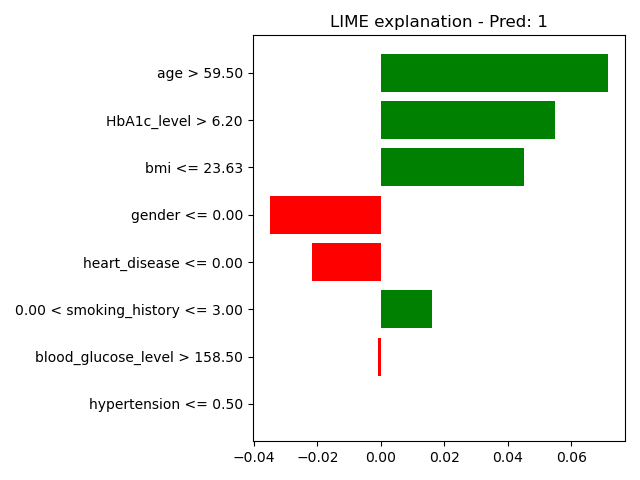 LIME explanation - Pred: 1
age > 59.50
HbA1c_level > 6.20
bmi <= 23.63
gender <= 0.00
heart_disease <= 0.00
0.00 < smoking_history <= 3.00
blood_glucose_level > 158.50
hypertension <= 0.50
−0.04 −0.02 0.00 0.02 0.04 0.06